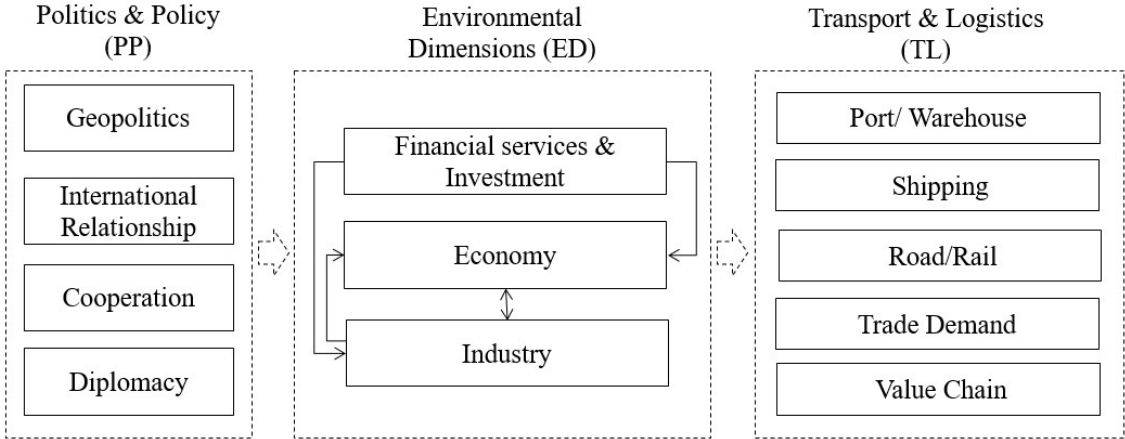 Politics & Policy
(PP)
Geopolitics
International
Relationship
Cooperation
Diplomacy
Environmental
Dimensions (ED)
Financial services &
Investment
Economy
Industry
Transport & Logistics
(TL)
Port/ Warehouse
Shipping
Road/Rail
Trade Demand
Value Chain